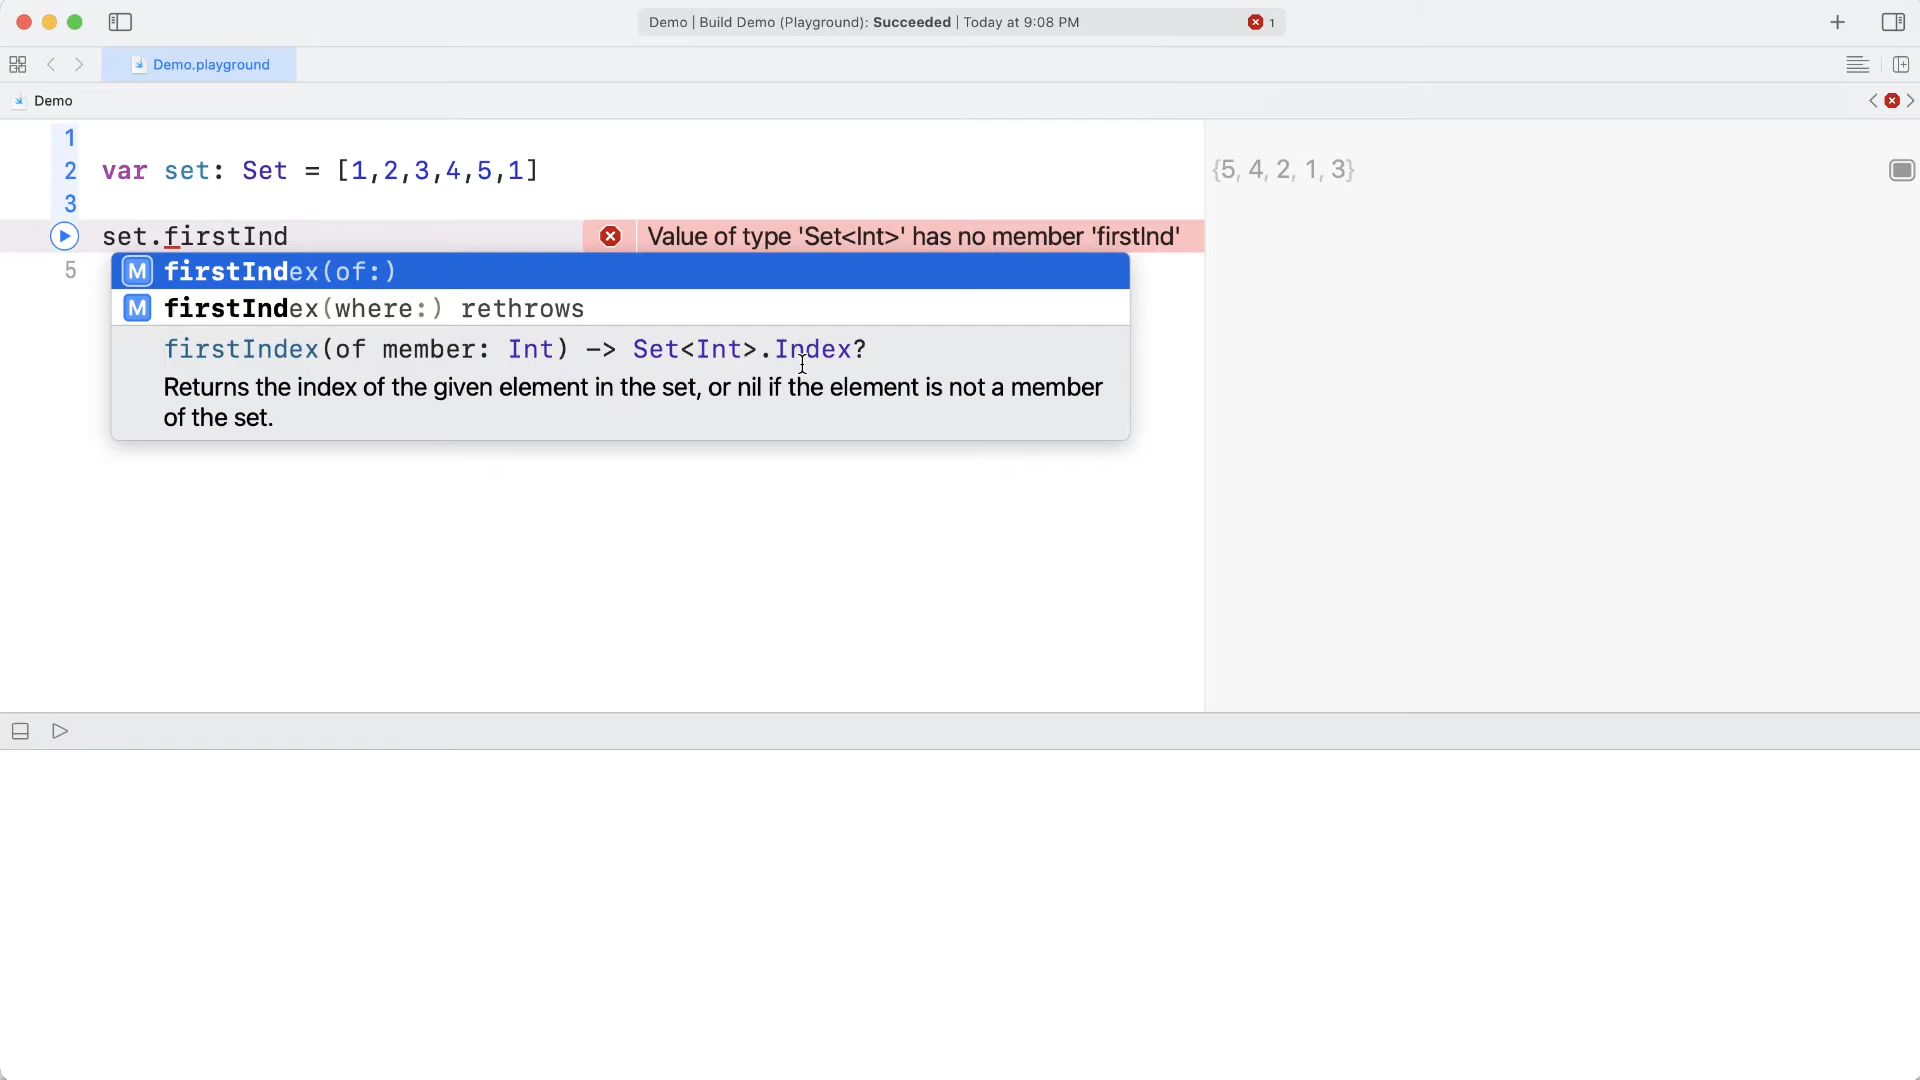 Demo | Build Demo (Playground): Succeeded | Today at 9:08 PM
1
Demo.playground
Demo
1
2 var set: Set = [1,2,3,4,5,1]
{5, 4, 2, 1, 3}
3
set.firstInd
Value of type 'Set<Int>' has no member 'firstInd'
5
M firstIndex(of:)
M firstIndex(where:) rethrows
firstIndex(of member: Int) -> Set<Int>.Index?
Returns the index of the given element in the set, or nil if the element is not a member
of the set.